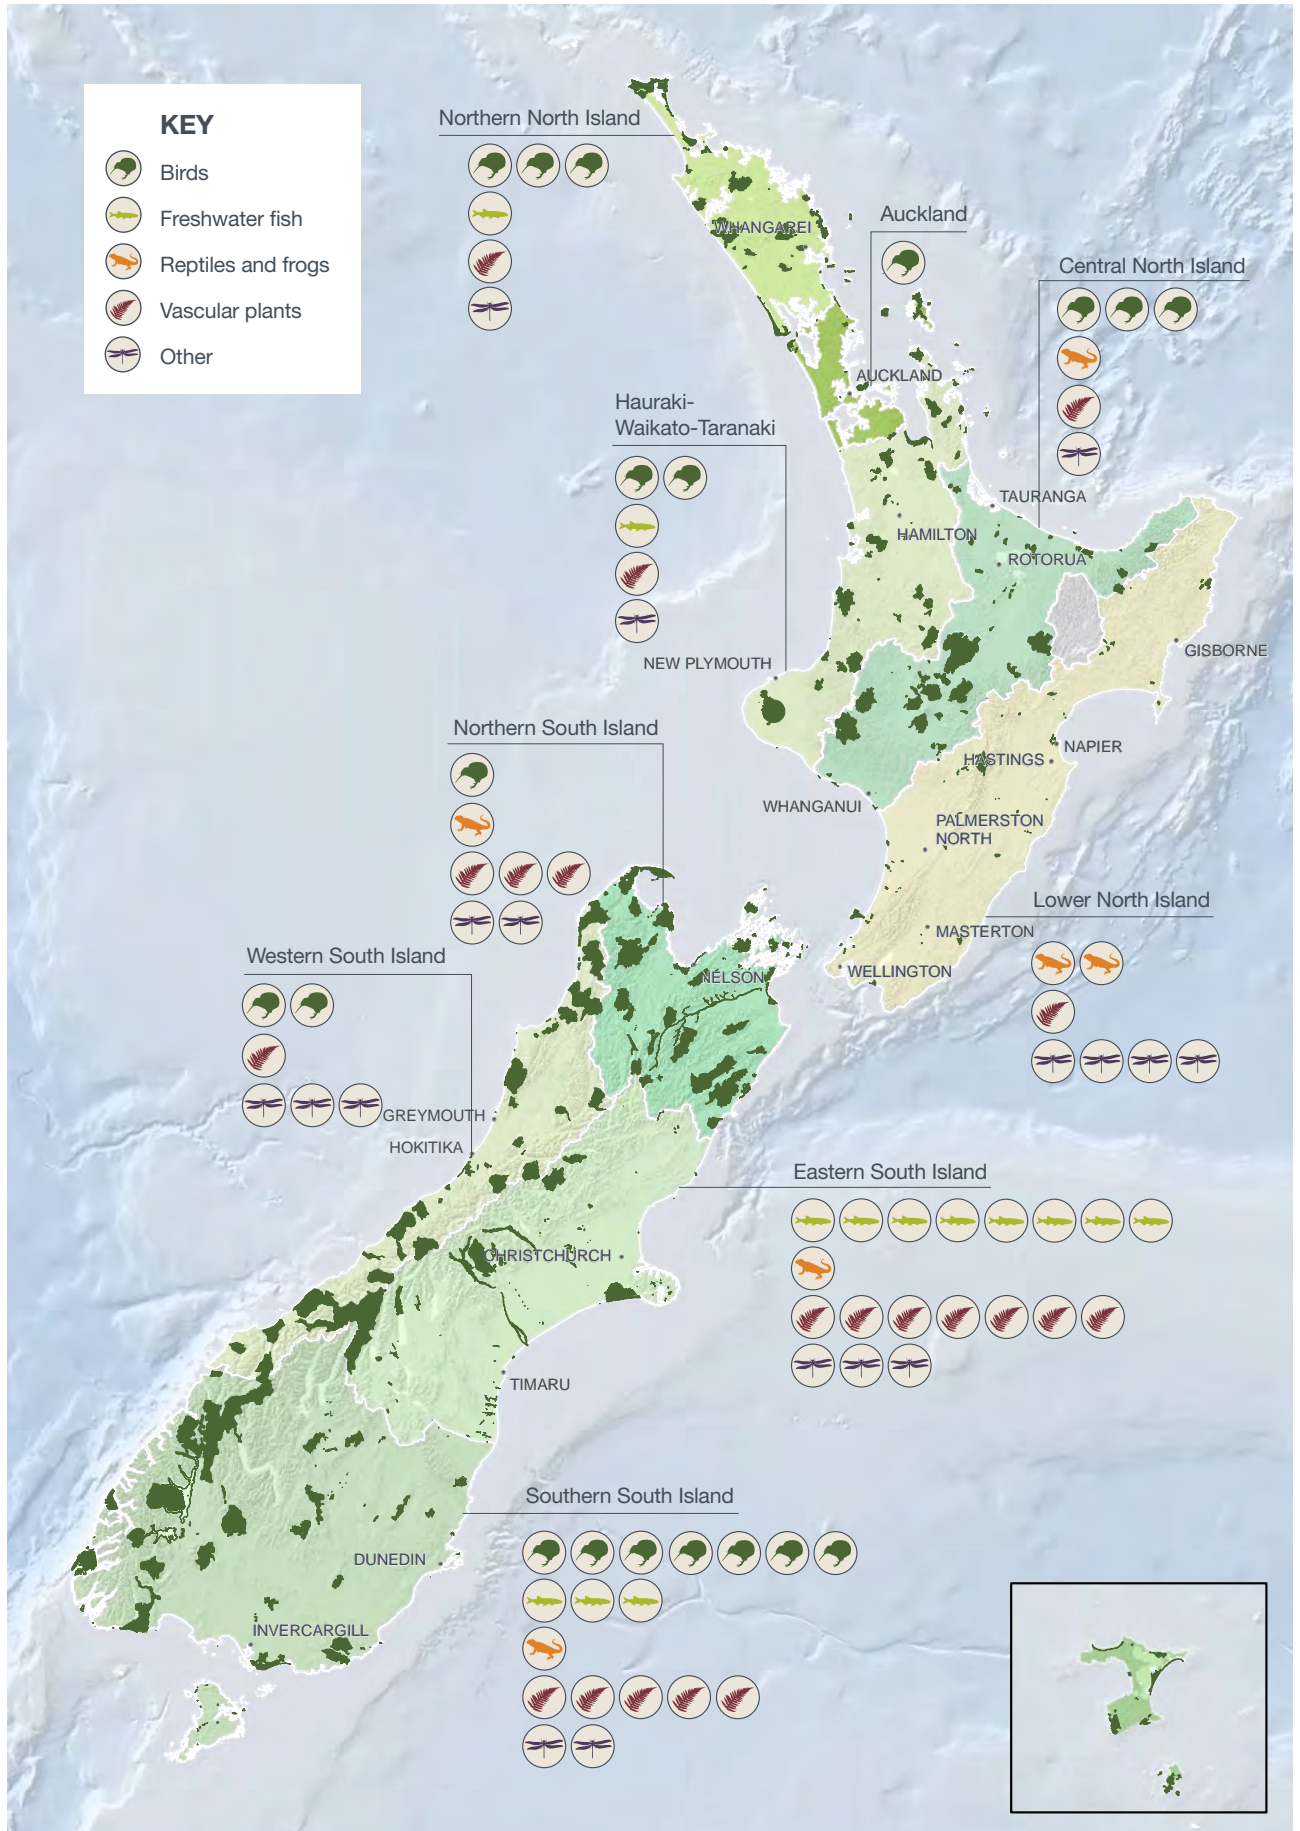 KEY
Birds
Freshwater fish
Reptiles and frogs
Vascular plants
Other
Northern North Island
WHANGAREI
Auckland
Central North Island
AUCKLAND
Hauraki-
Waikato-Taranaki
TAURANGA
HAMILTON
ROTORUA
GISBORNE
NEW PLYMOUTH
Northern South Island
NAPIER
HASTINGS
WHANGANUI
PALMERSTON
NORTH
Lower North Island
MASTERTON
WELLINGTON
Western South Island
NELSON
GREYMOUTH
HOKITIKA
Eastern South Island
CHRISTCHURCH
TIMARU
Southern South Island
DUNEDIN
INVERCARGILL